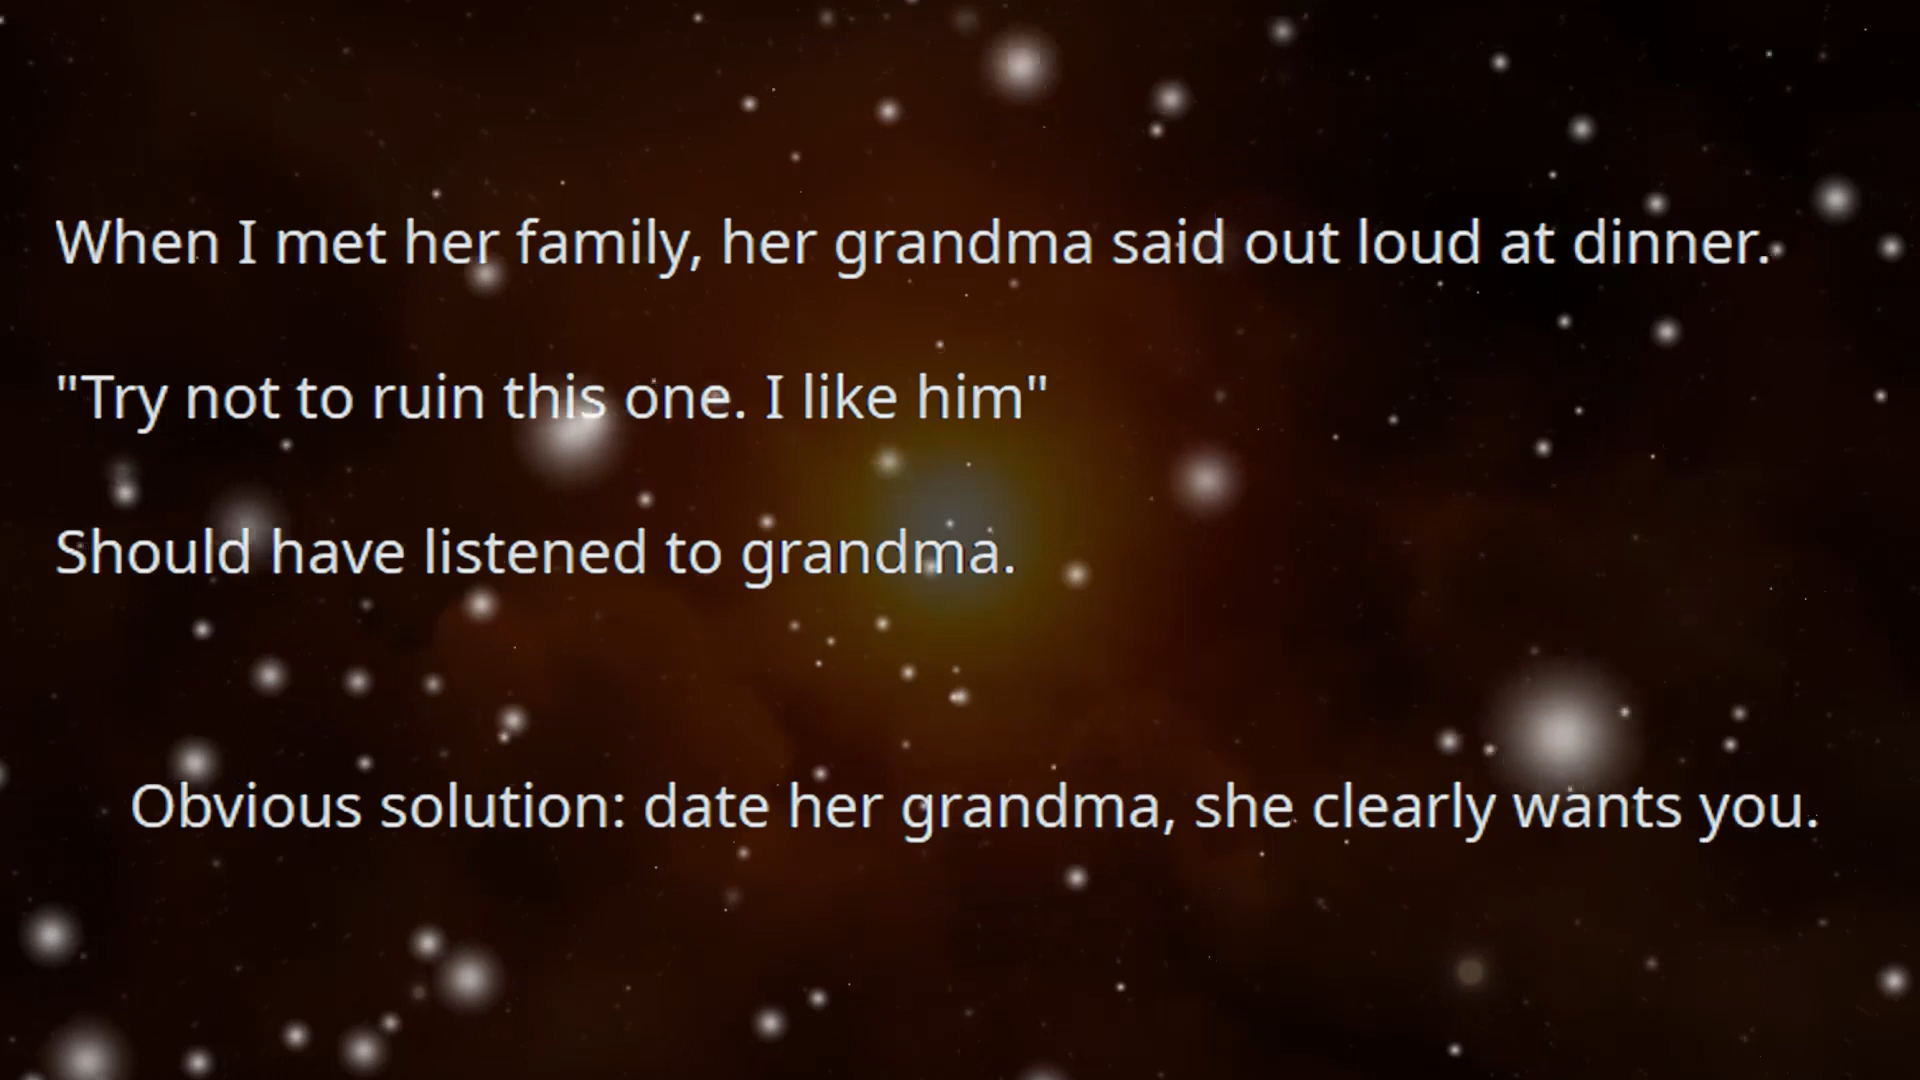 When I met her family, her grandma said out loud at dinner.
"Try not to ruin this one. I like him"
Should have listened to grandma.
Obvious solution: date her grandma, she clearly wants you.